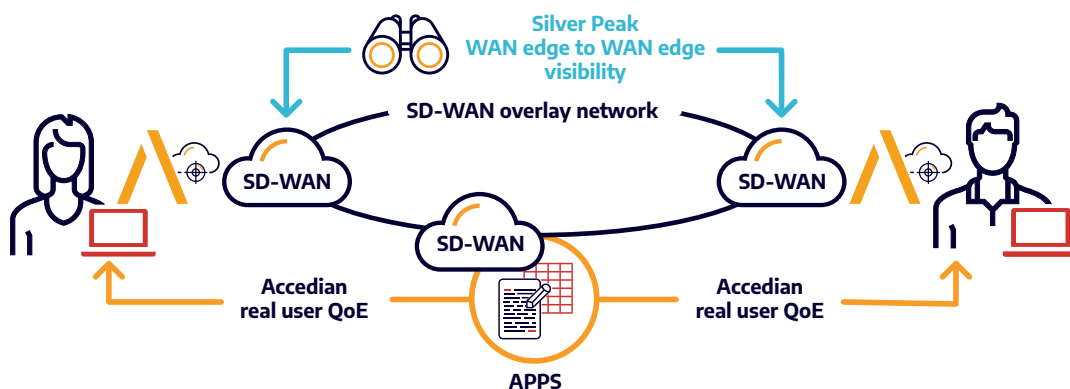 Silver Peak
WAN edge to WAN edge
visibility
SD-WAN overlay network
SD-WAN
SD-WAN
SD-WAN
Accedian
real user QoE
Accedian
real user QoE
APPS